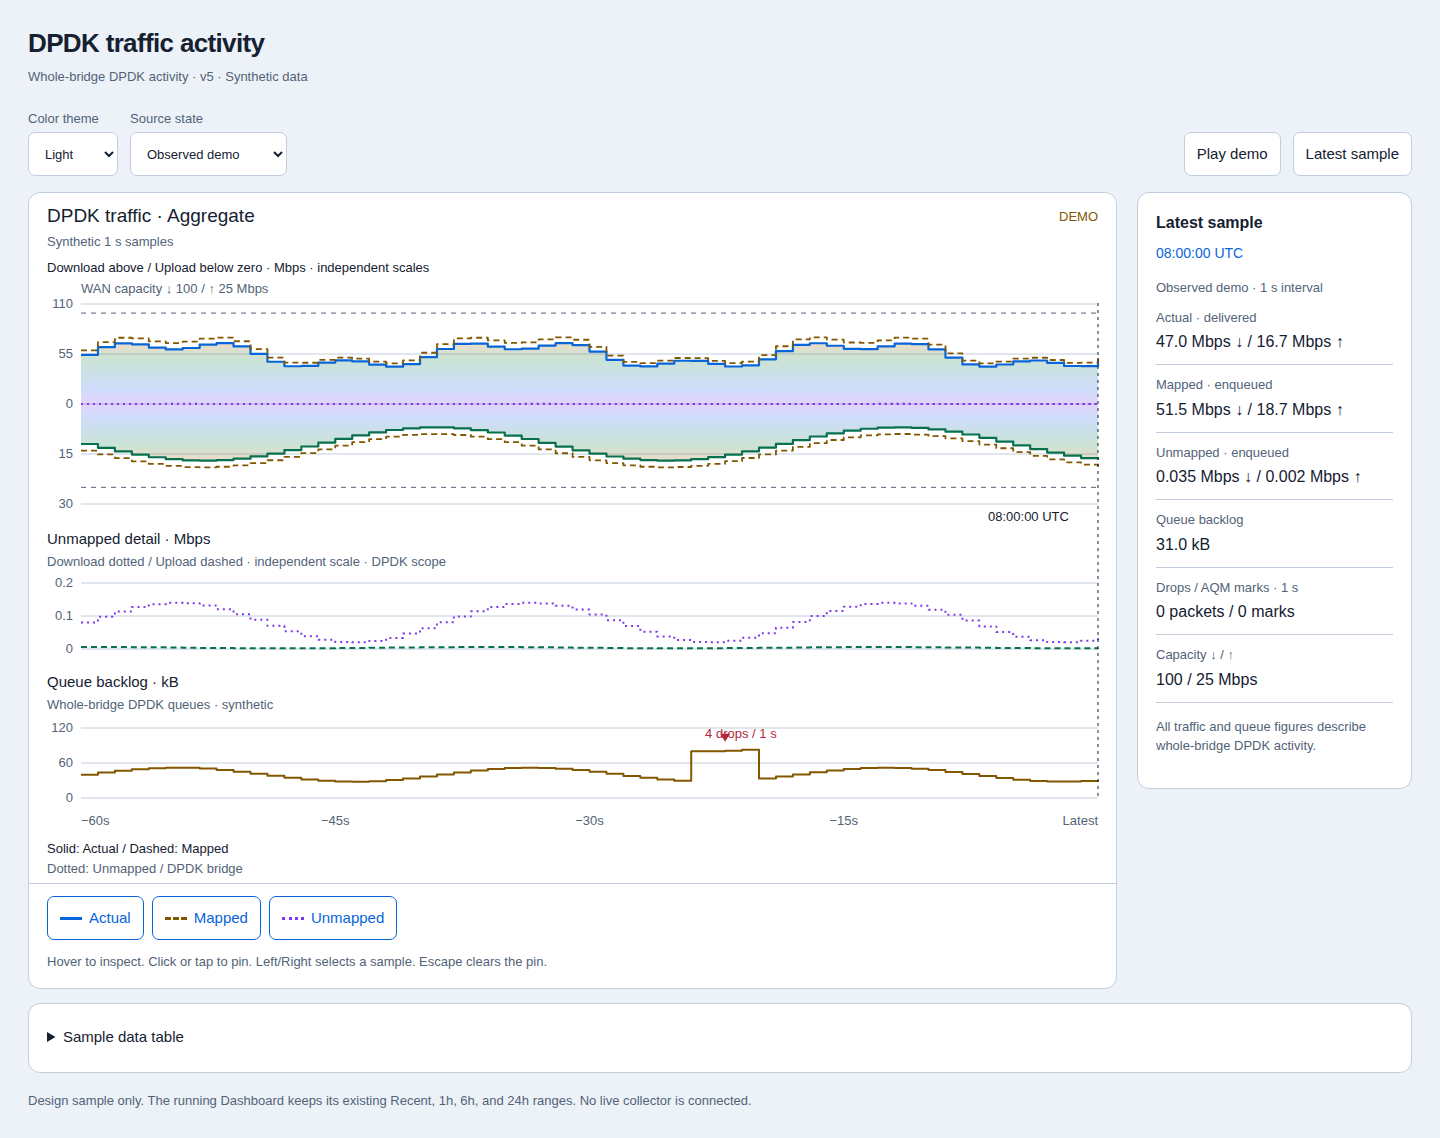 DPDK traffic activity
Whole-bridge DPDK activity · v5 · Synthetic data
Color theme
Source state
Light
Observed demo
Play demo
Latest sample
DPDK traffic · Aggregate
DEMO
Synthetic 1 s samples
Download above / Upload below zero · Mbps · independent scales
WAN capacity ↓ 100 / ↑ 25 Mbps
110
55
0
15
30
08:00:00 UTC
Unmapped detail · Mbps
Download dotted / Upload dashed · independent scale · DPDK scope
0.2
0.1
0
Queue backlog · kB
Whole-bridge DPDK queues · synthetic
120
4 drops / 1 s
60
0
−60s
−45s
−30s
−15s
Latest
Solid: Actual / Dashed: Mapped
Dotted: Unmapped / DPDK bridge
Actual
Mapped
Unmapped
Hover to inspect. Click or tap to pin. Left/Right selects a sample. Escape clears the pin.
Latest sample
08:00:00 UTC
Observed demo · 1 s interval
Actual · delivered
47.0 Mbps ↓ / 16.7 Mbps ↑
Mapped · enqueued
51.5 Mbps ↓ / 18.7 Mbps ↑
Unmapped · enqueued
0.035 Mbps ↓ / 0.002 Mbps ↑
Queue backlog
31.0 kB
Drops / AQM marks · 1 s
0 packets / 0 marks
Capacity ↓ / ↑
100 / 25 Mbps
All traffic and queue figures describe
whole-bridge DPDK activity.
Sample data table
Design sample only. The running Dashboard keeps its existing Recent, 1h, 6h, and 24h ranges. No live collector is connected.